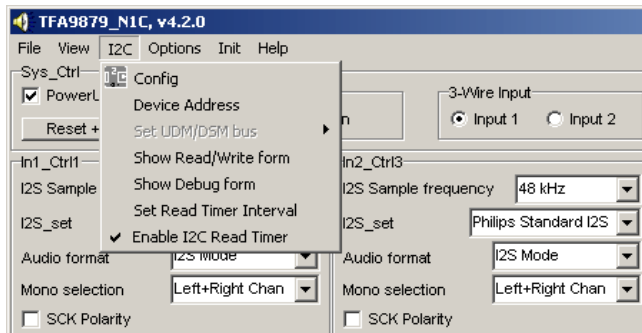 TFA9879_N1C, v4.2.0
File View I2C Options Init Help
Sys_Ctrl
3-Wire Input
Input 1 Input 2
Reset +
Config
Device Address
Set UDM/DSM bus
Show Read/Write form
Show Debug form
Set Read Timer Interval
Enable I2C Read Timer
In1_Ctrl1
I2S Sample
I2S_set
Audio format I2S Mode
Mono selection Left+Right Chan
SCK Polarity
In2_Ctrl3
I2S Sample frequency 48 kHz
I2S_set Philips Standard I2S
Audio format I2S Mode
Mono selection Left+Right Chan
SCK Polarity